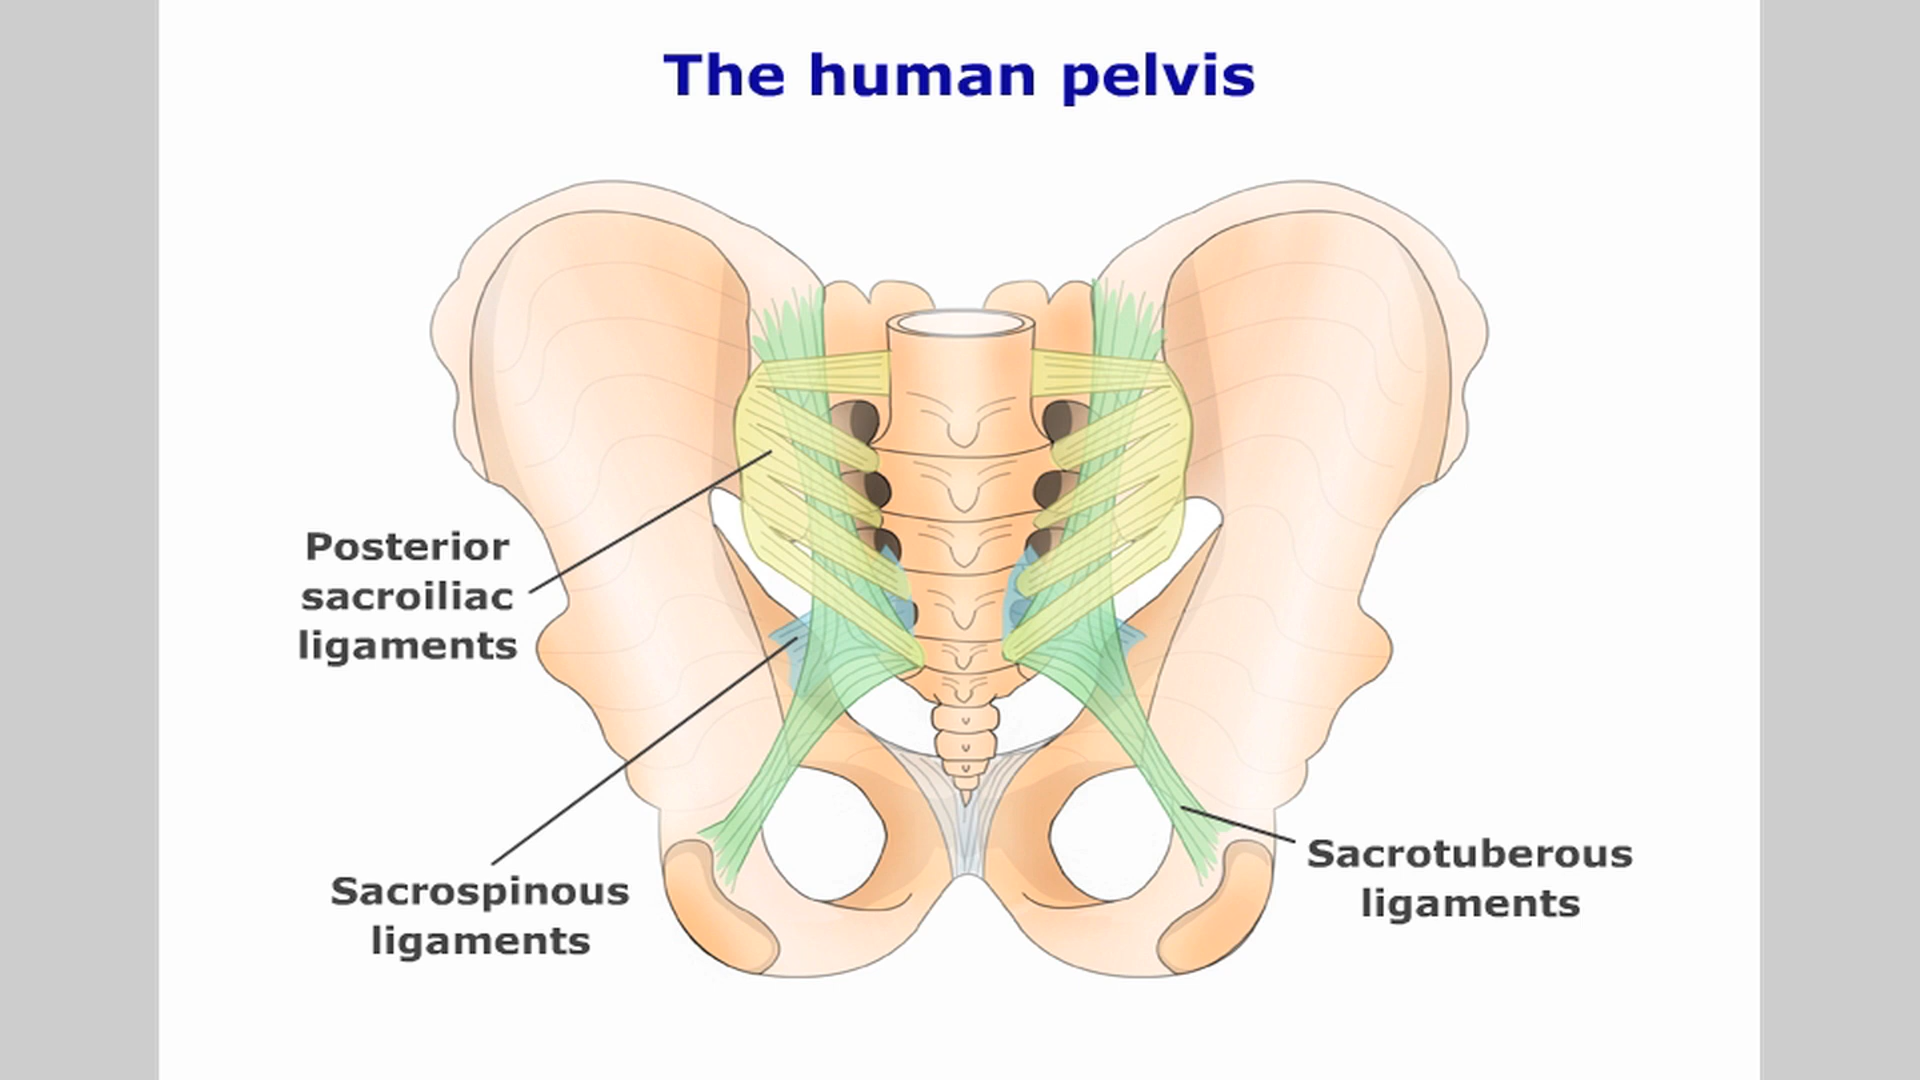 The human pelvis
Posterior
sacroiliac
ligaments
Sacrospinous
ligaments
Sacrotuberous
ligaments